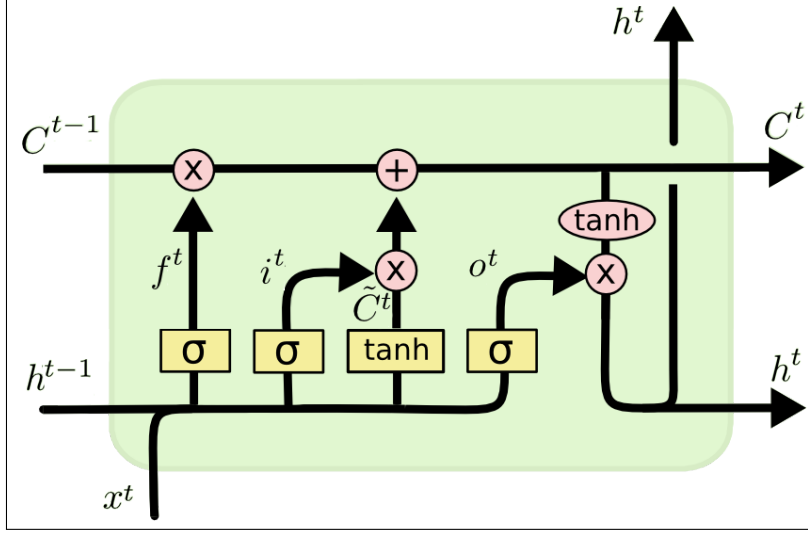 h^t
C^{t-1}
C^t
x
+
tanh
f^t
i^t
x
o^t
x
C̃^t
σ
σ
tanh
σ
h^{t-1}
h^t
x^t